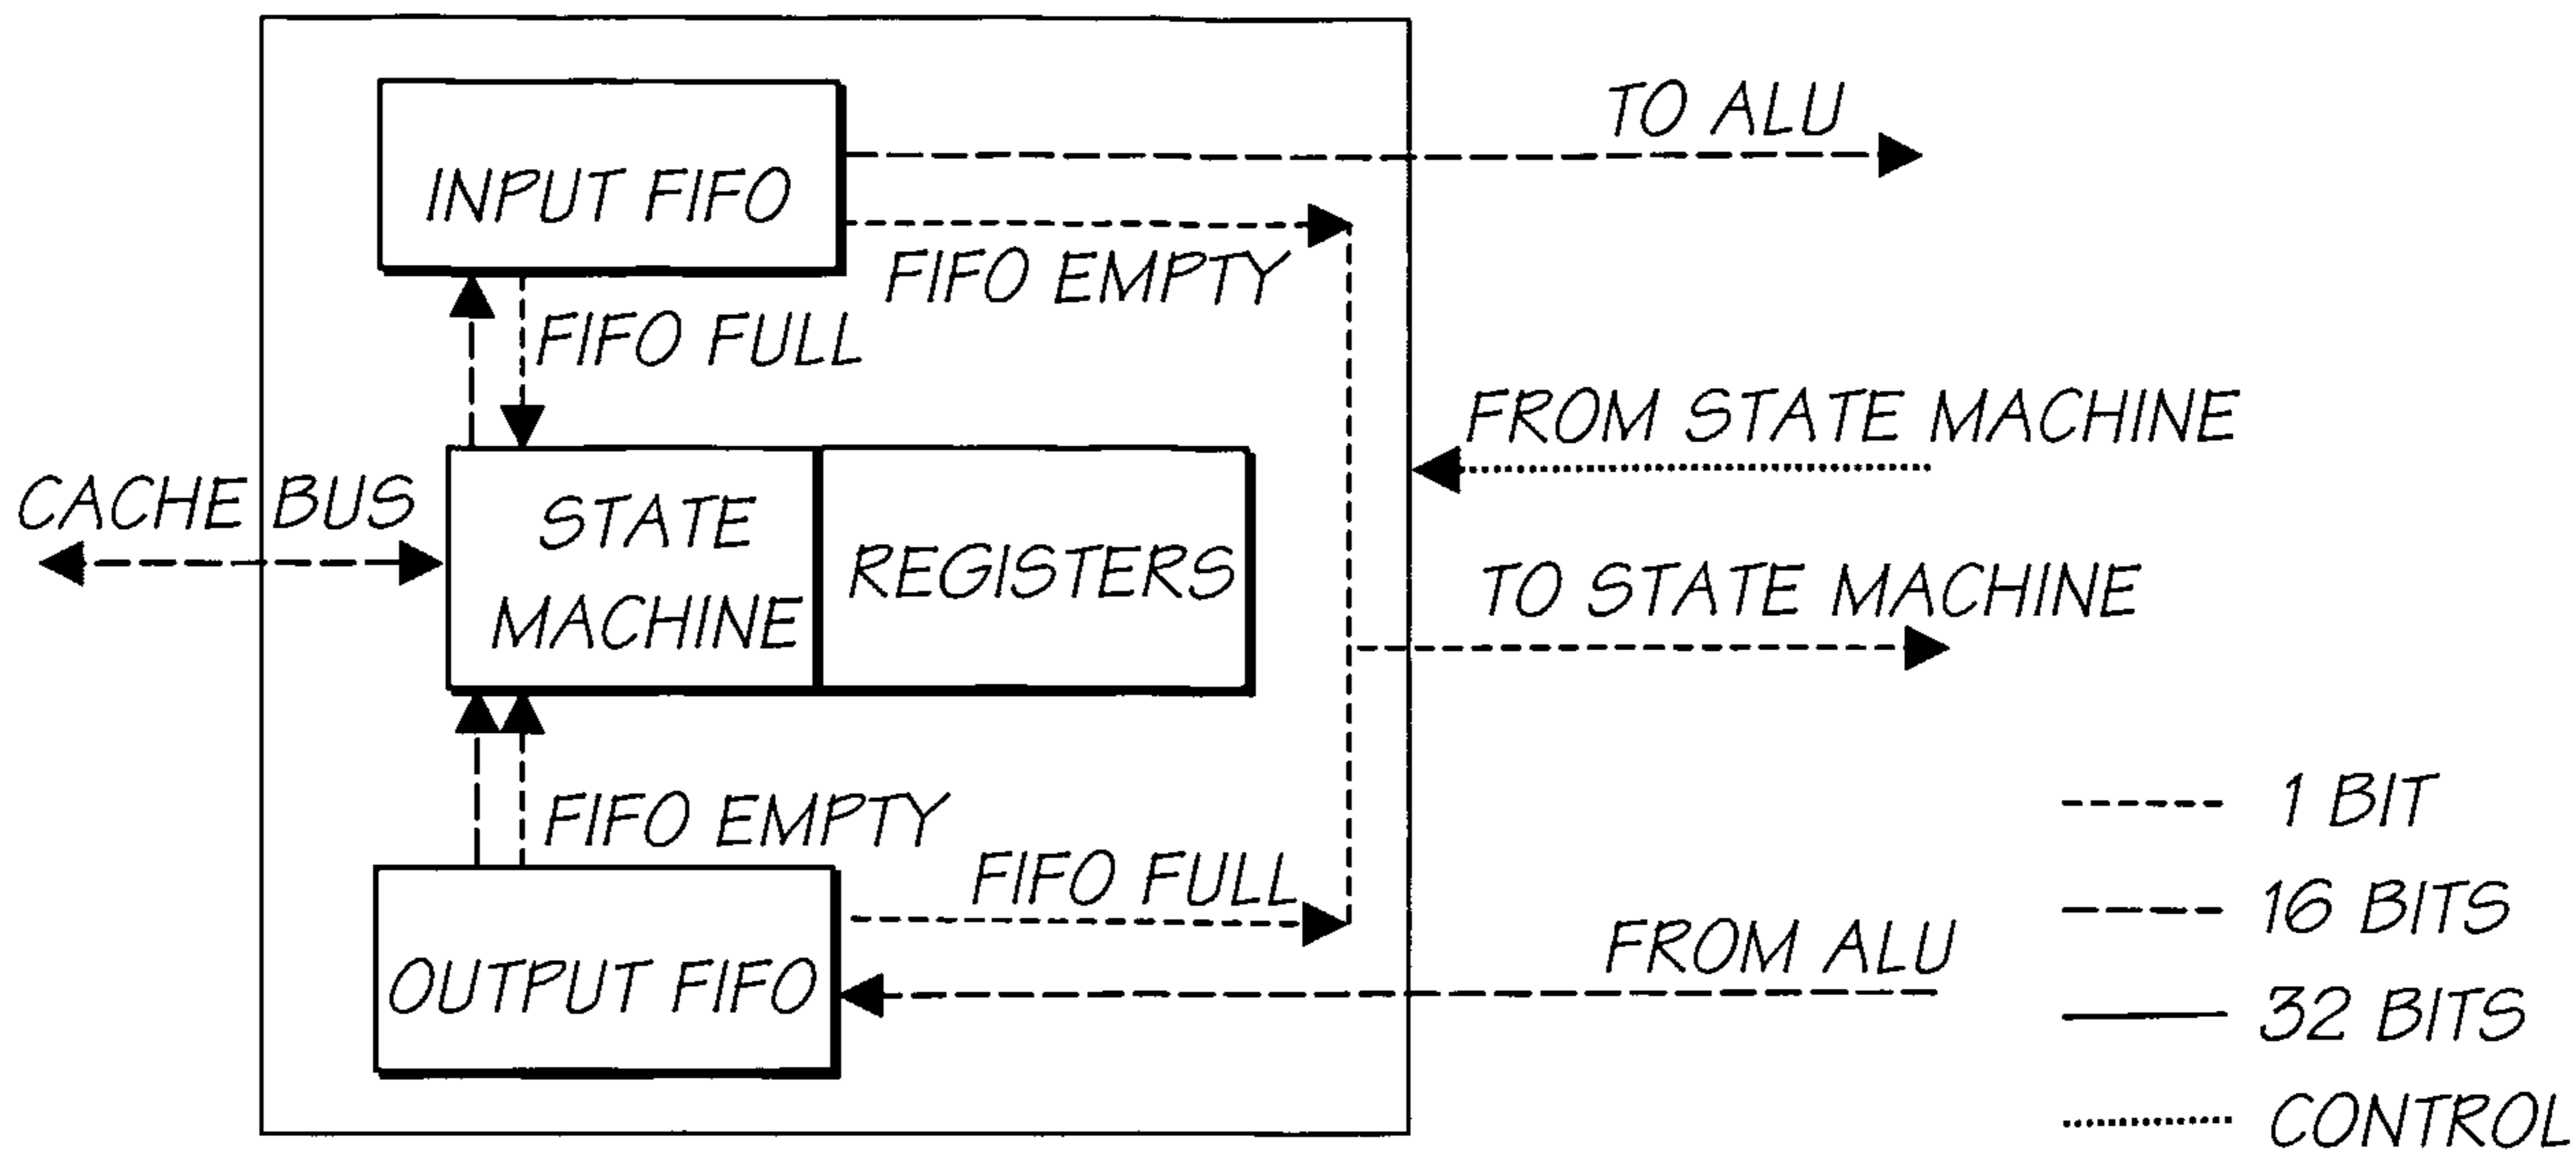 TO ALU
INPUT FIFO
FIFO EMPTY
FIFO FULL
FROM STATE MACHINE
CACHE BUS
STATE
MACHINE
REGISTERS
TO STATE MACHINE
FIFO EMPTY
FIFO FULL
OUTPUT FIFO
FROM ALU
1 BIT
16 BITS
32 BITS
CONTROL